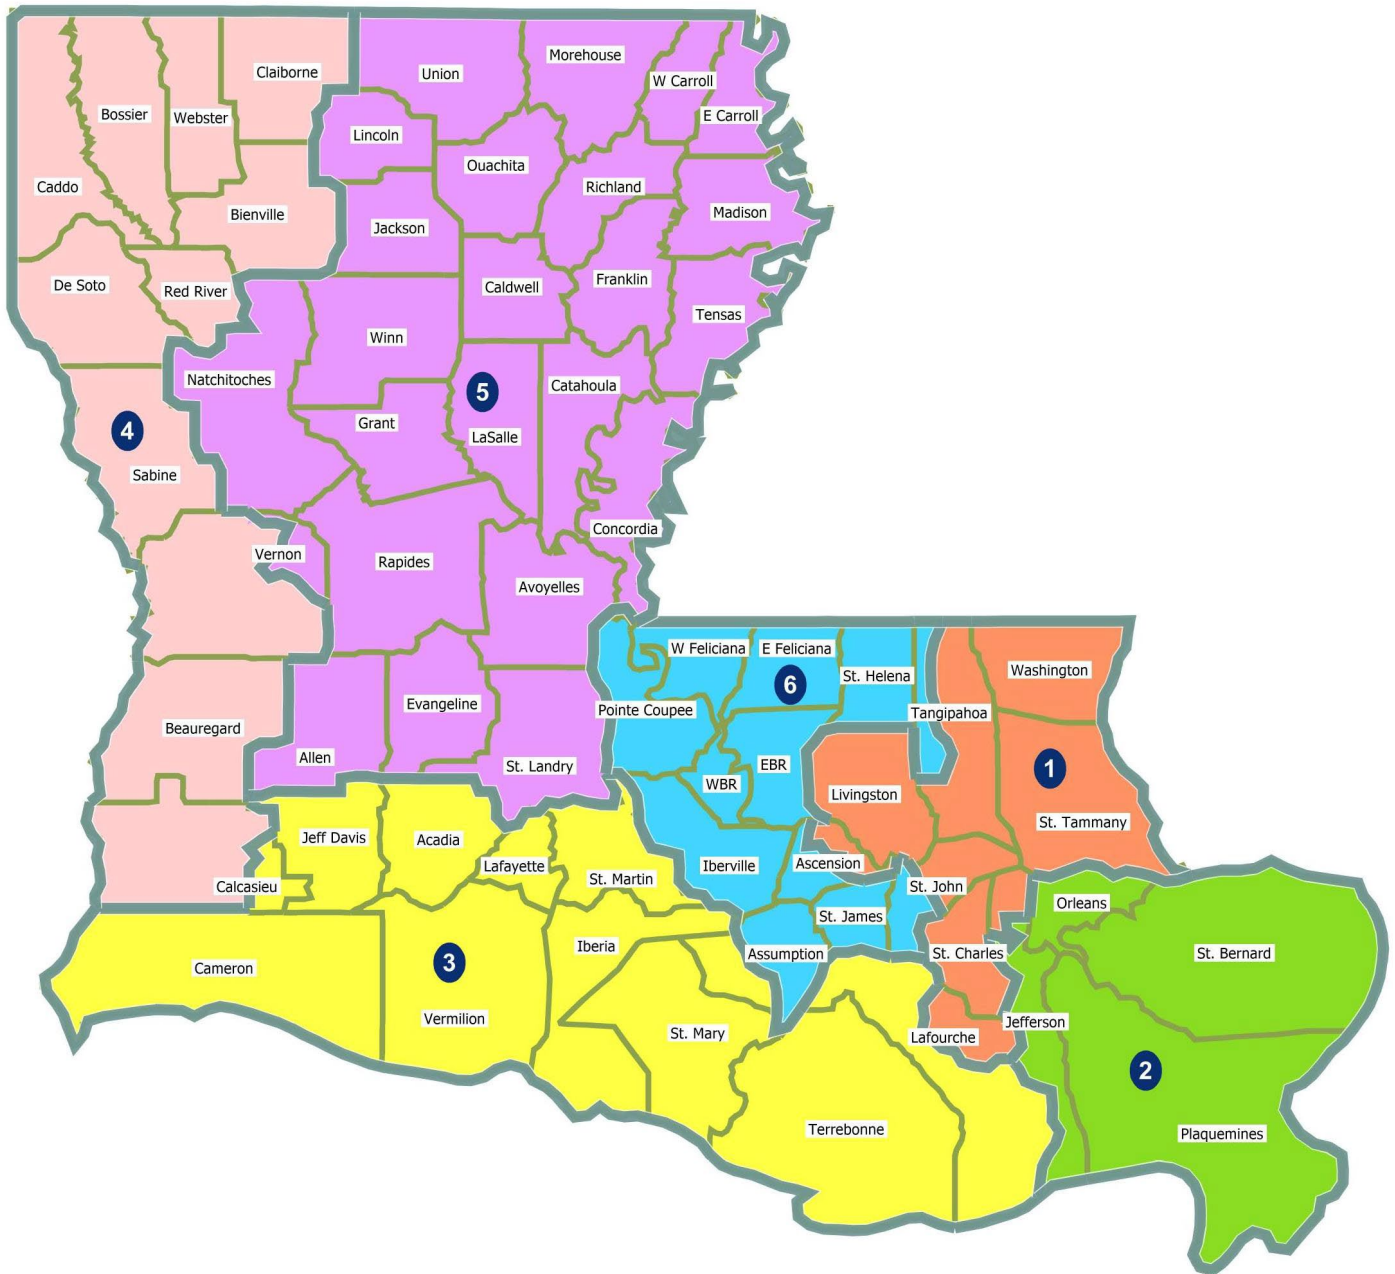 Morehouse
Claiborne
Union
W Carroll
Bossier
Webster
E Carroll
Lincoln
Ouachita
Caddo
Richland
Bienville
Madison
Jackson
De Soto
Red River
Caldwell
Franklin
Tensas
Winn
Natchitoches
5
Catahoula
4
Grant
LaSalle
Sabine
Concordia
Vernon
Rapides
Avoyelles
W Feliciana
E Feliciana
Washington
St. Helena
6
Evangeline
Pointe Coupee
Tangipahoa
Beauregard
Allen
St. Landry
EBR
1
WBR
Livingston
St. Tammany
Jeff Davis
Acadia
Lafayette
Iberville
Ascension
St. Martin
Calcasieu
St. John
Orleans
St. James
Iberia
Assumption
St. Charles
St. Bernard
Cameron
3
Vermilion
St. Mary
Jefferson
Lafourche
2
Terrebonne
Plaquemines